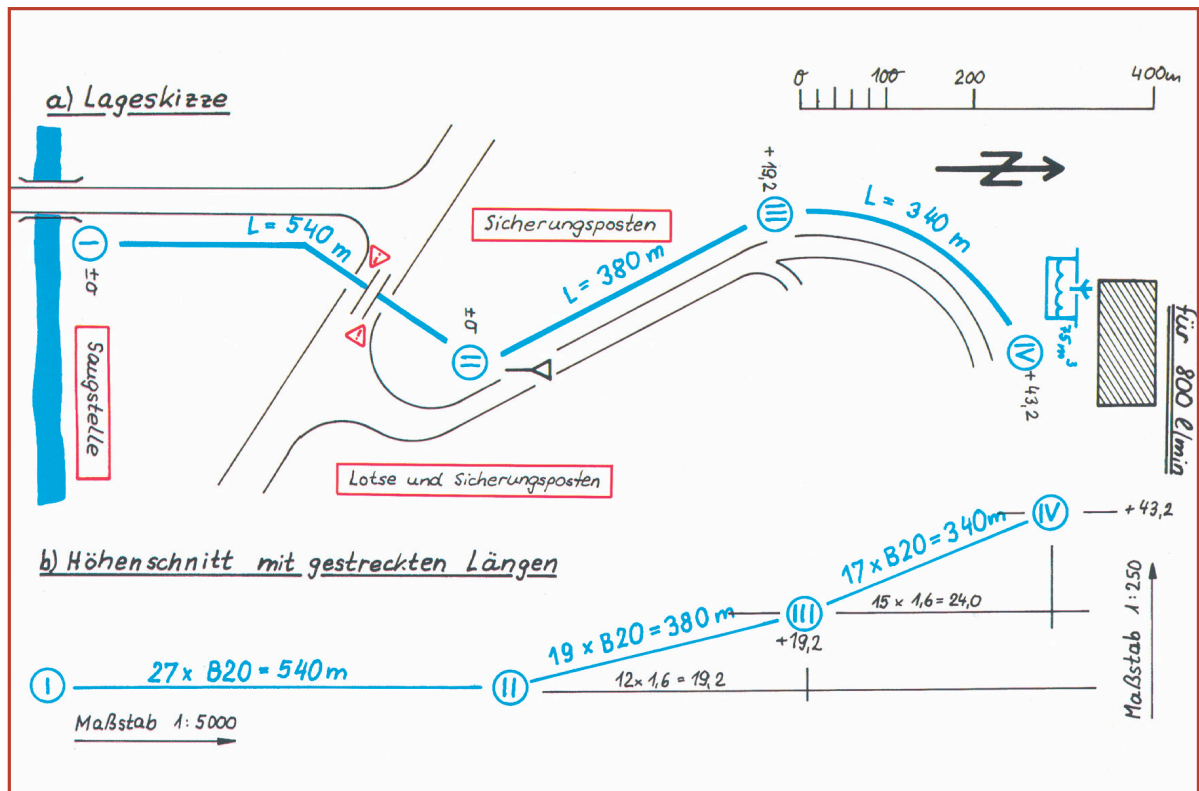 a) Lageskizze
0 100 200 400m
N
I
±0
Saugstelle
L = 540 m
Sicherungsposten
II
±0
L = 380 m
+19,2
III
L = 340 m
IV
+43,2
75 m³
für 800 l/min
Lotse und Sicherungsposten
b) Höhenschnitt mit gestreckten Längen
I
27 x B20 = 540m
II
19 x B20 = 380 m
12 x 1,6 = 19,2
III
+19,2
17 x B20 = 340m
15 x 1,6 = 24,0
IV
+43,2
Maßstab 1:5000
Maßstab 1:250